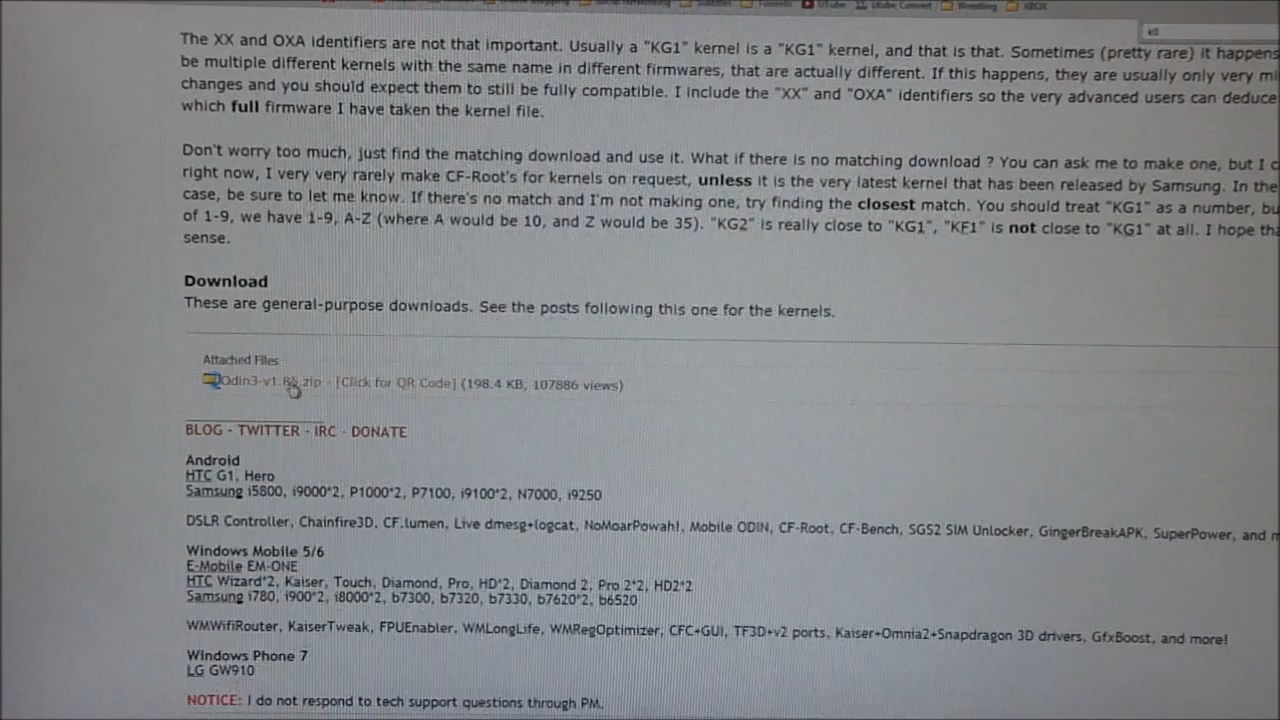 Utube Convert Wrestling XBOX
The XX and OXA identifiers are not that important. Usually a "KG1" kernel is a "KG1" kernel, and that is that. Sometimes (pretty rare) it happens
be multiple different kernels with the same name in different firmwares, that are actually different. If this happens, they are usually only very mi
changes and you should expect them to still be fully compatible. I include the "XX" and "OXA" identifiers so the very advanced users can deduce
which full firmware I have taken the kernel file.
Don't worry too much, just find the matching download and use it. What if there is no matching download ? You can ask me to make one, but I c
right now, I very very rarely make CF-Root's for kernels on request, unless it is the very latest kernel that has been released by Samsung. In the
case, be sure to let me know. If there's no match and I'm not making one, try finding the closest match. You should treat "KG1" as a number, bu
of 1-9, we have 1-9, A-Z (where A would be 10, and Z would be 35). "KG2" is really close to "KG1", "KF1" is not close to "KG1" at all. I hope tha
sense.
Download
These are general-purpose downloads. See the posts following this one for the kernels.
Attached Files
Odin3-v1.85.zip - [Click for QR Code] (198.4 KB, 107886 views)
BLOG - TWITTER - IRC - DONATE
Android
HTC G1, Hero
Samsung i5800, i9000*2, P1000*2, P7100, i9100*2, N7000, i9250
DSLR Controller, Chainfire3D, CF.lumen, Live dmesg+logcat, NoMoarPowah!, Mobile ODIN, CF-Root, CF-Bench, SGS2 SIM Unlocker, GingerBreakAPK, SuperPower, and m
Windows Mobile 5/6
E-Mobile EM-ONE
HTC Wizard*2, Kaiser, Touch, Diamond, Pro, HD*2, Diamond 2, Pro 2*2, HD2*2
Samsung i780, i900*2, i8000*2, b7300, b7320, b7330, b7620*2, b6520
WMWifiRouter, KaiserTweak, FPUEnabler, WMLongLife, WMRegOptimizer, CFC+GUI, TF3D+v2 ports, Kaiser+Omnia2+Snapdragon 3D drivers, GfxBoost, and more!
Windows Phone 7
LG GW910
NOTICE: I do not respond to tech support questions through PM.